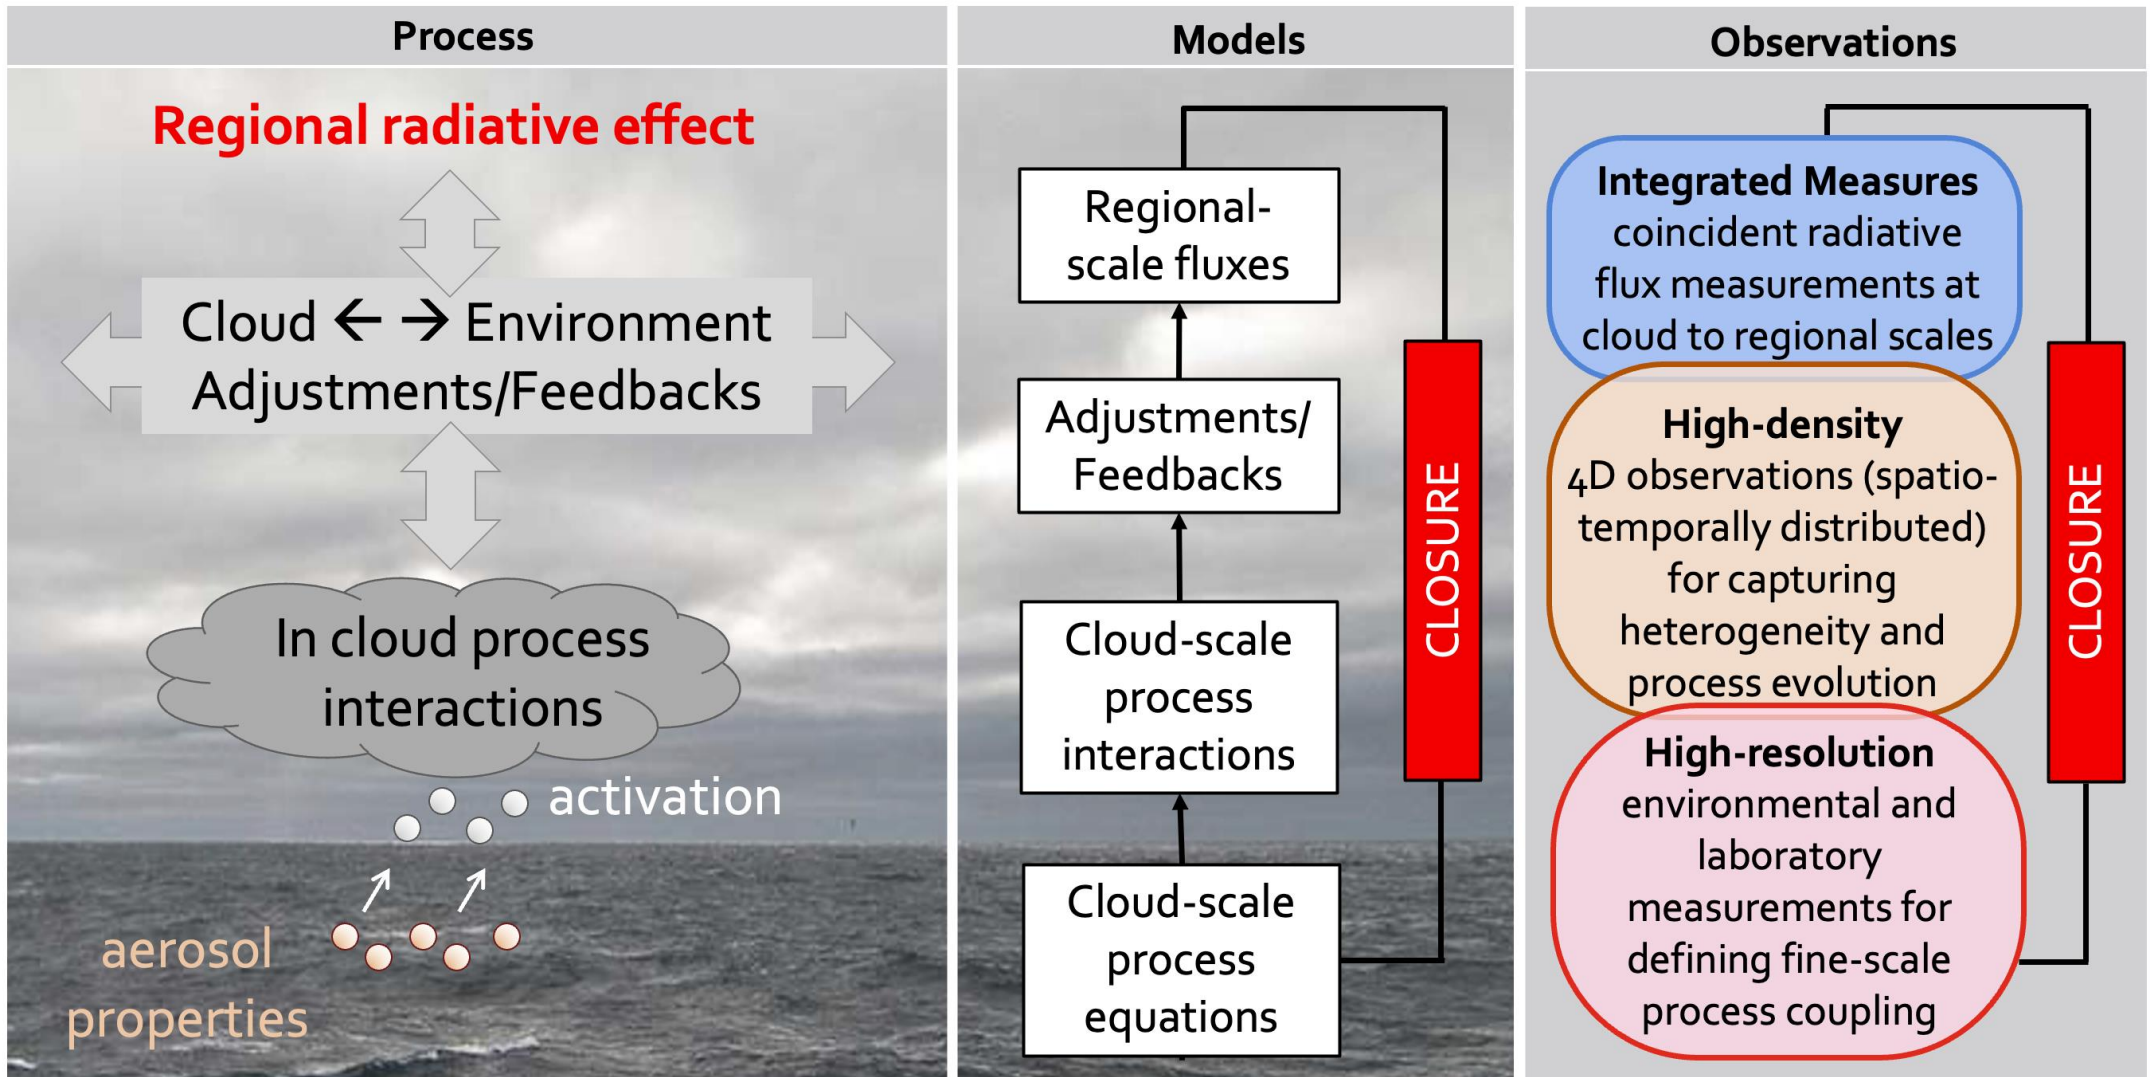 Process
Regional radiative effect
Cloud ← → Environment
Adjustments/Feedbacks
In cloud process
interactions
activation
aerosol
properties
Models
Regional-
scale fluxes
Adjustments/
Feedbacks
Cloud-scale
process
interactions
Cloud-scale
process
equations
CLOSURE
Observations
Integrated Measures
coincident radiative
flux measurements at
cloud to regional scales
High-density
4D observations (spatio-
temporally distributed)
for capturing
heterogeneity and
process evolution
High-resolution
environmental and
laboratory
measurements for
defining fine-scale
process coupling
CLOSURE